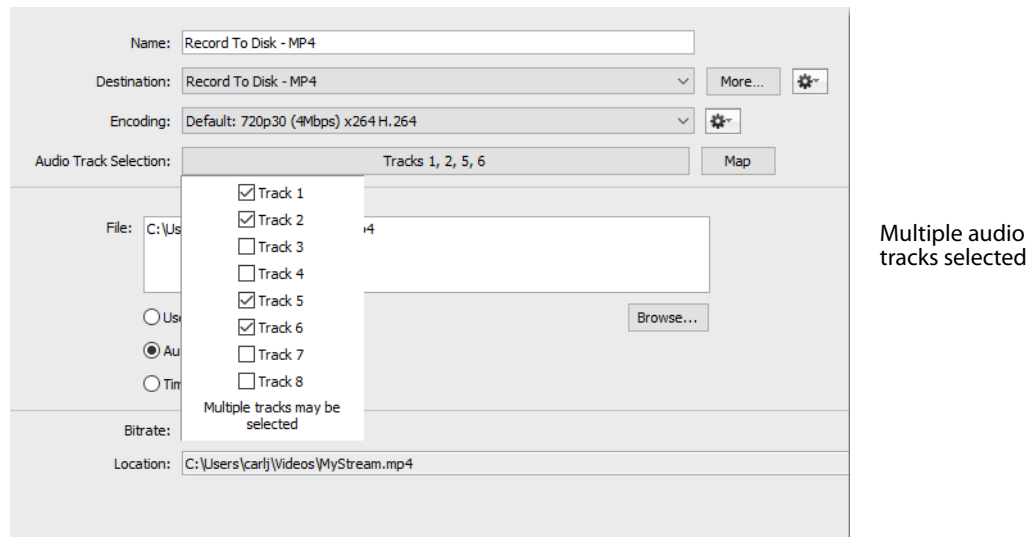 Name: Record To Disk - MP4
Destination: Record To Disk - MP4 More...
Encoding: Default: 720p30 (4Mbps) x264 H.264
Audio Track Selection: Tracks 1, 2, 5, 6 Map
Track 1
Track 2
Track 3
Track 4
Track 5
Track 6
Track 7
Track 8
Multiple tracks may be
selected
File: C:\Us
Browse...
Bitrate:
Location: C:\Users\carlj\Videos\MyStream.mp4
Multiple audio
tracks selected